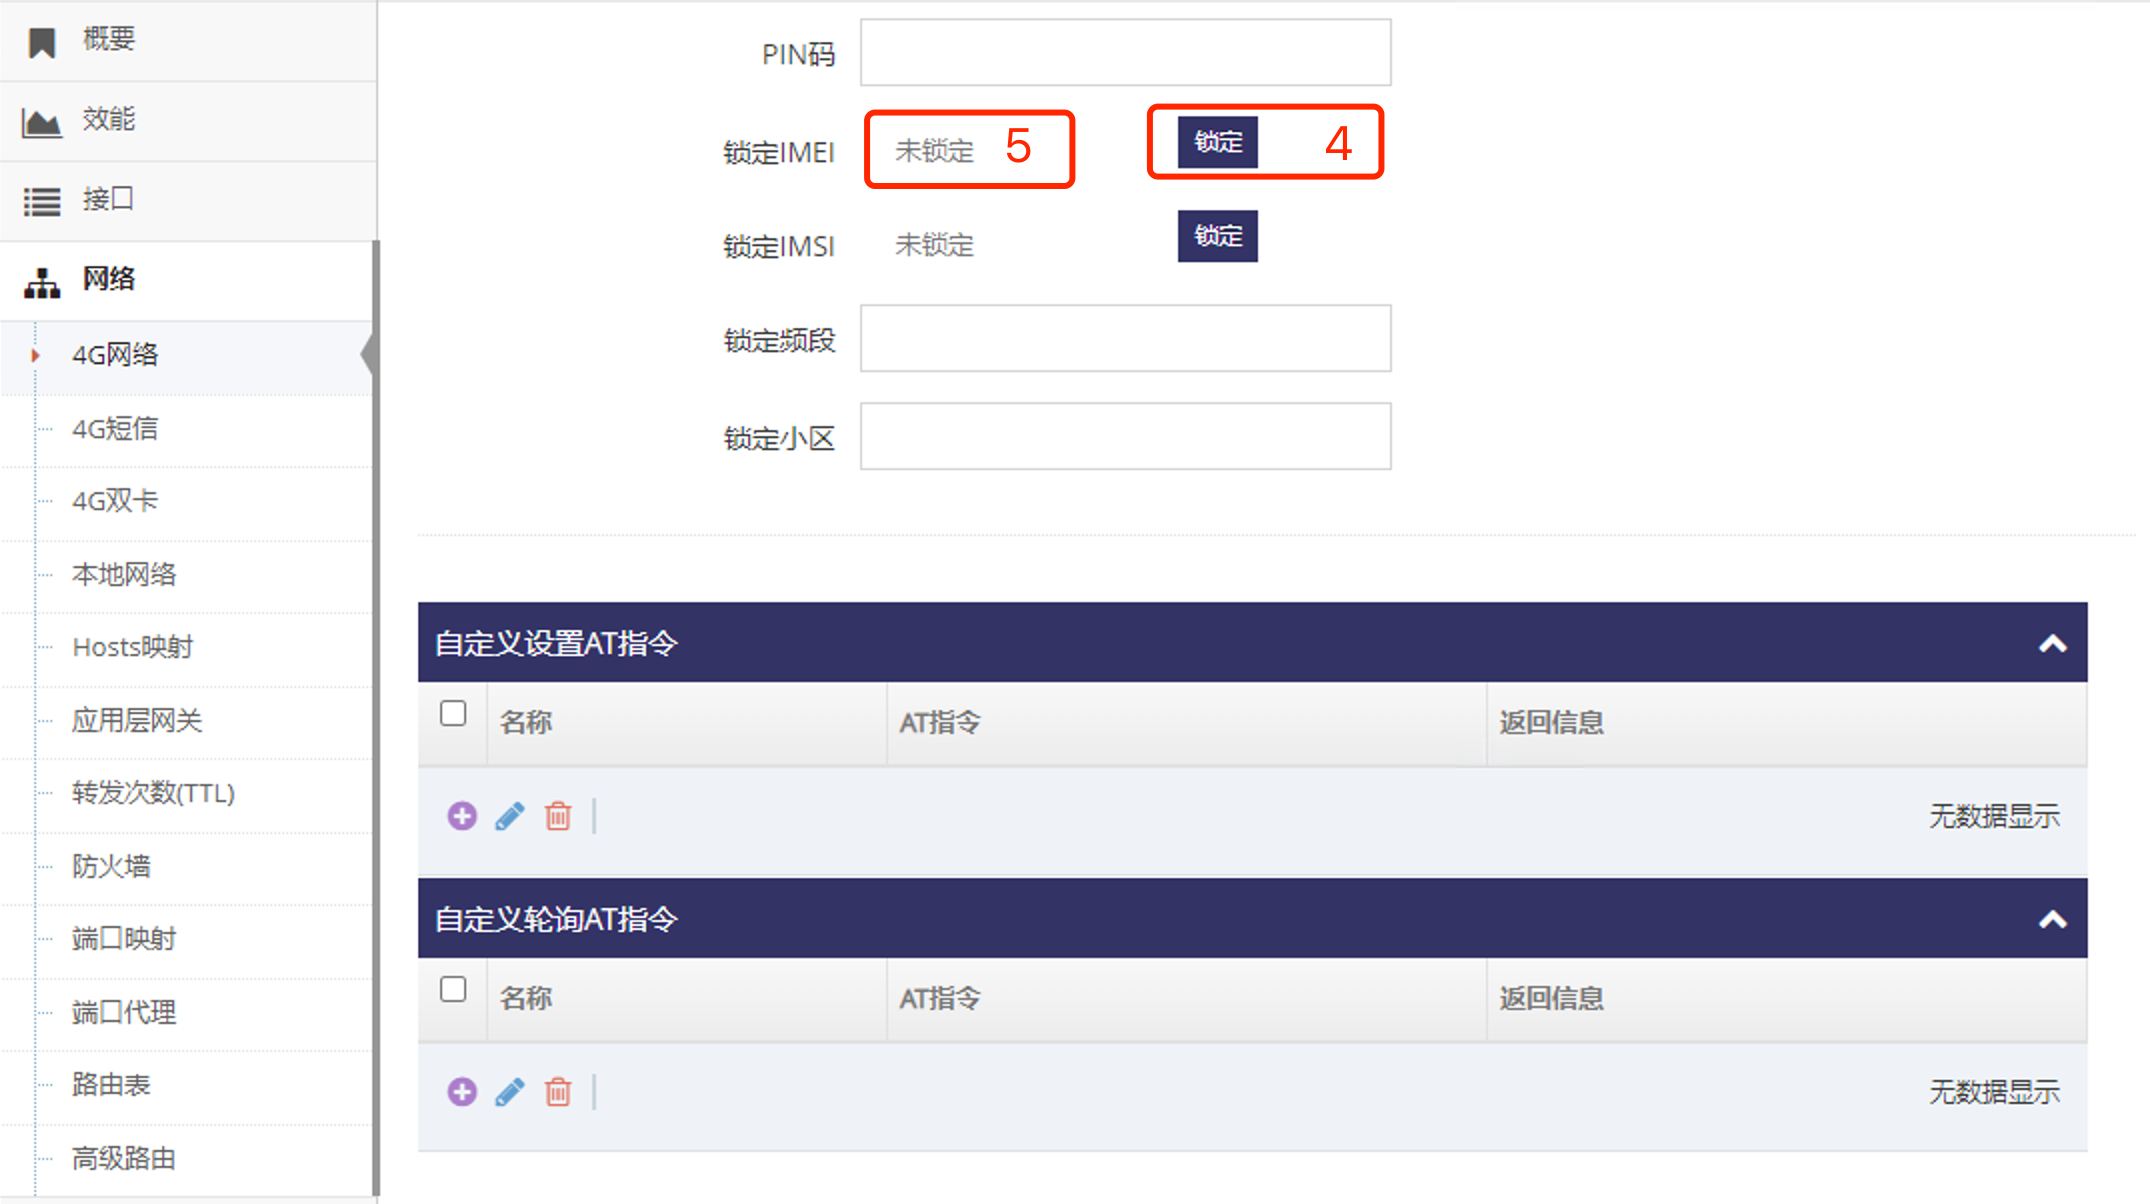 概要
效能
接口
网络
4G网络
4G短信
4G双卡
本地网络
Hosts映射
应用层网关
转发次数(TTL)
防火墙
端口映射
端口代理
路由表
高级路由
PIN码
锁定IMEI 未锁定 5 锁定 4
锁定IMSI 未锁定 锁定
锁定频段
锁定小区
自定义设置AT指令
名称 AT指令 返回信息
无数据显示
自定义轮询AT指令
名称 AT指令 返回信息
无数据显示